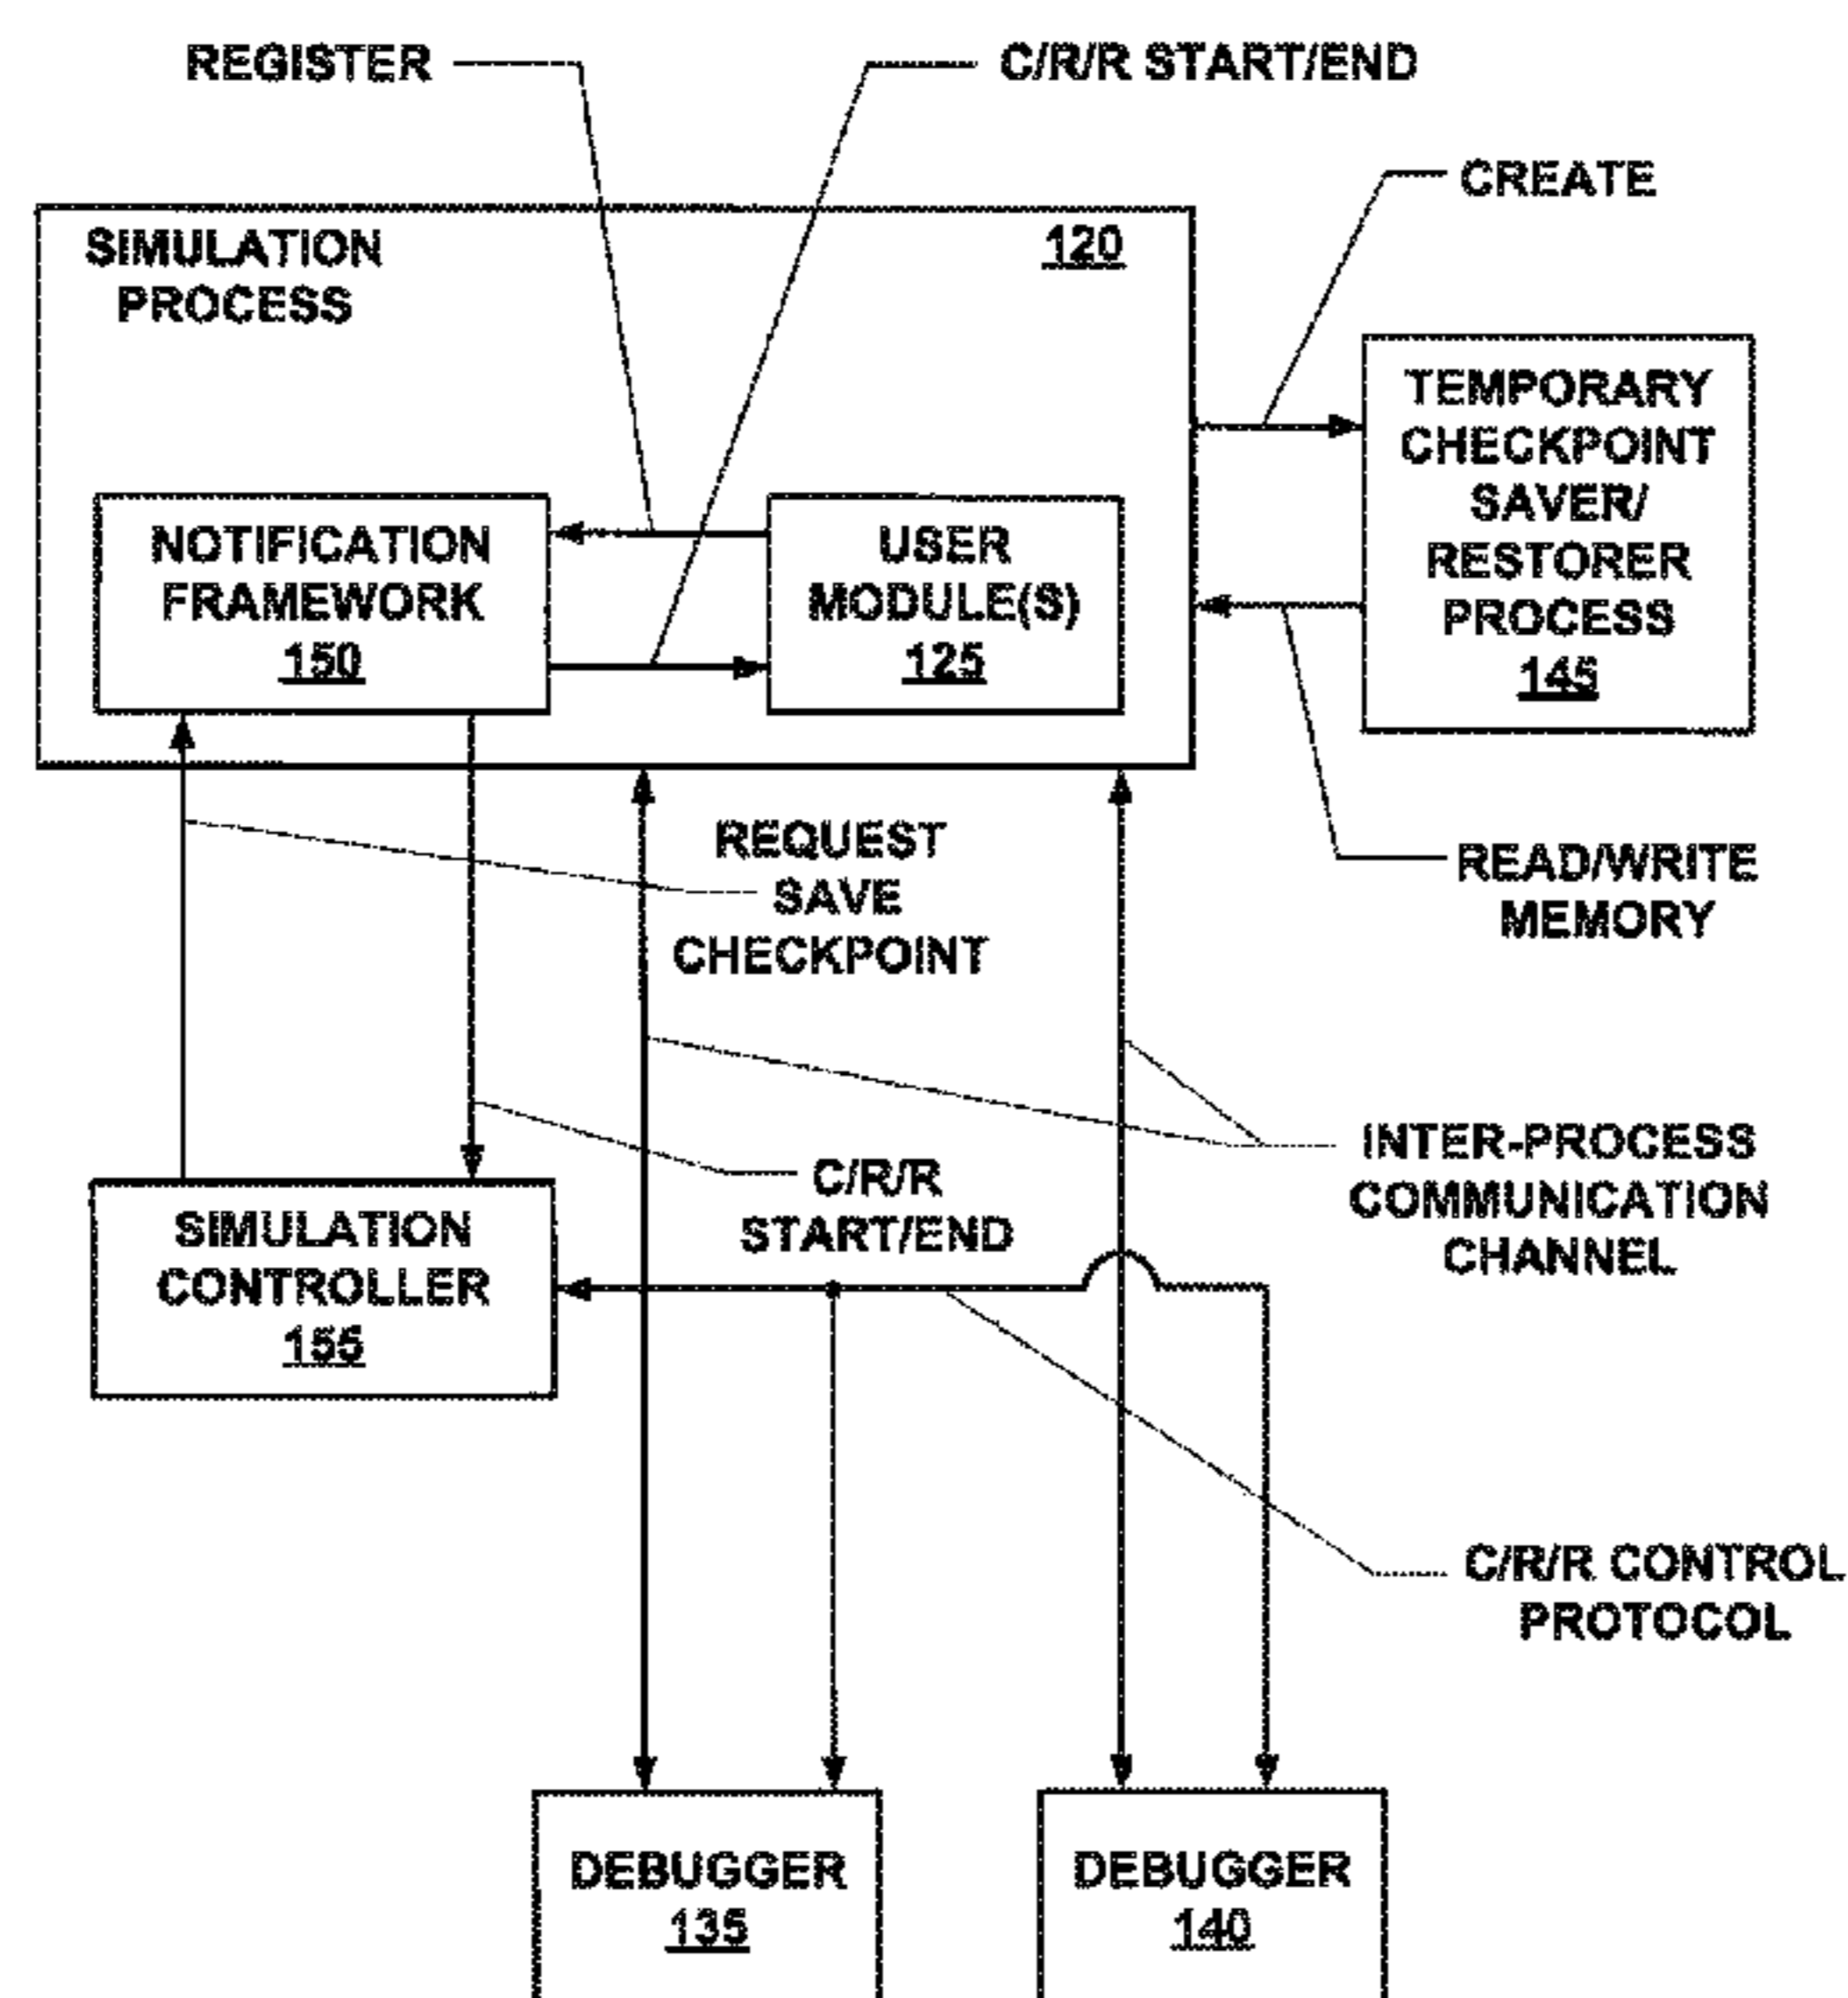 REGISTER
C/R/R START/END
CREATE
SIMULATION
PROCESS
120
TEMPORARY
CHECKPOINT
SAVER/
RESTORER
PROCESS
145
NOTIFICATION
FRAMEWORK
150
USER
MODULE(S)
125
REQUEST
SAVE
CHECKPOINT
READ/WRITE
MEMORY
INTER-PROCESS
COMMUNICATION
CHANNEL
C/R/R
START/END
SIMULATION
CONTROLLER
155
C/R/R CONTROL
PROTOCOL
DEBUGGER
135
DEBUGGER
140